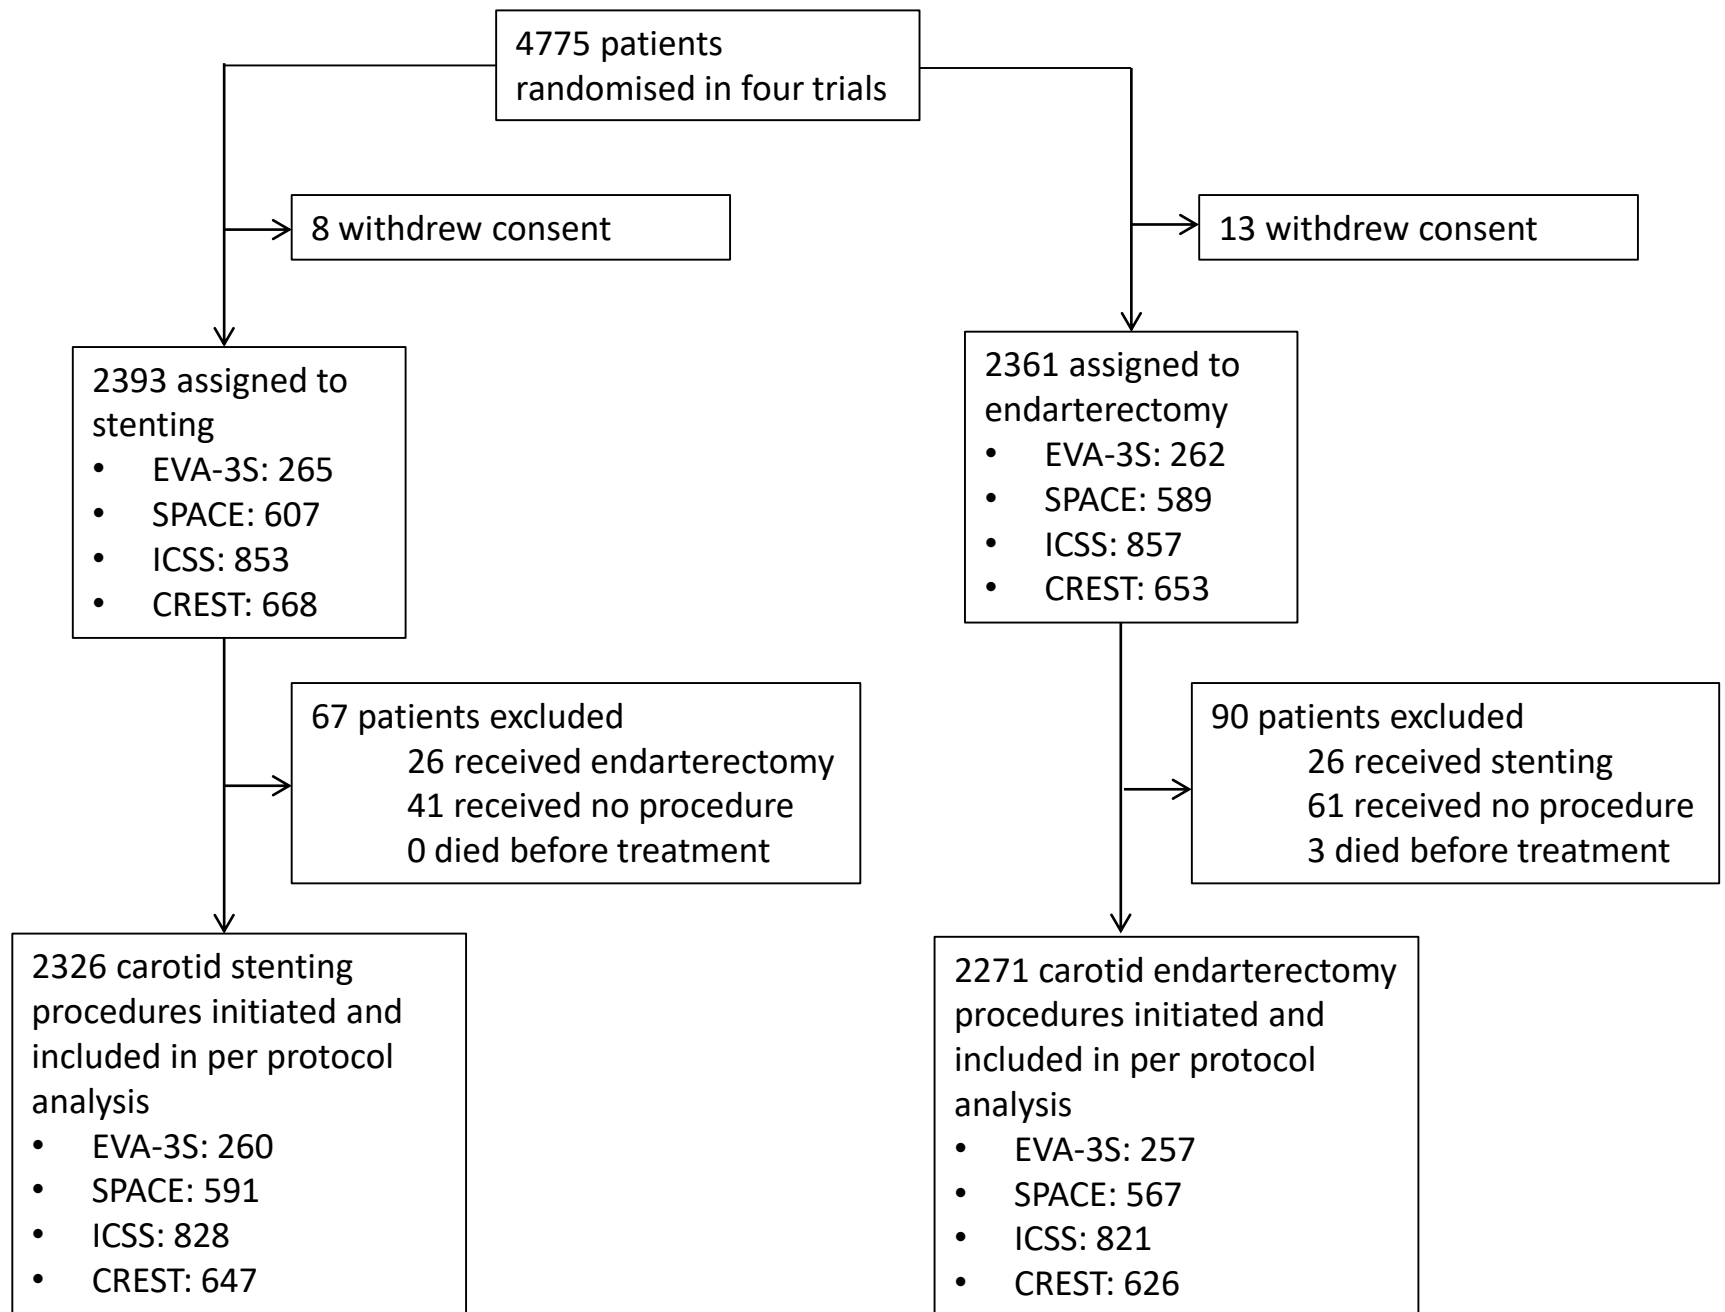 4775 patients
randomised in four trials
8 withdrew consent
13 withdrew consent
2393 assigned to
stenting
• EVA-3S: 265
• SPACE: 607
• ICSS: 853
• CREST: 668
2361 assigned to
endarterectomy
• EVA-3S: 262
• SPACE: 589
• ICSS: 857
• CREST: 653
67 patients excluded
26 received endarterectomy
41 received no procedure
0 died before treatment
90 patients excluded
26 received stenting
61 received no procedure
3 died before treatment
2326 carotid stenting
procedures initiated and
included in per protocol
analysis
• EVA-3S: 260
• SPACE: 591
• ICSS: 828
• CREST: 647
2271 carotid endarterectomy
procedures initiated and
included in per protocol
analysis
• EVA-3S: 257
• SPACE: 567
• ICSS: 821
• CREST: 626